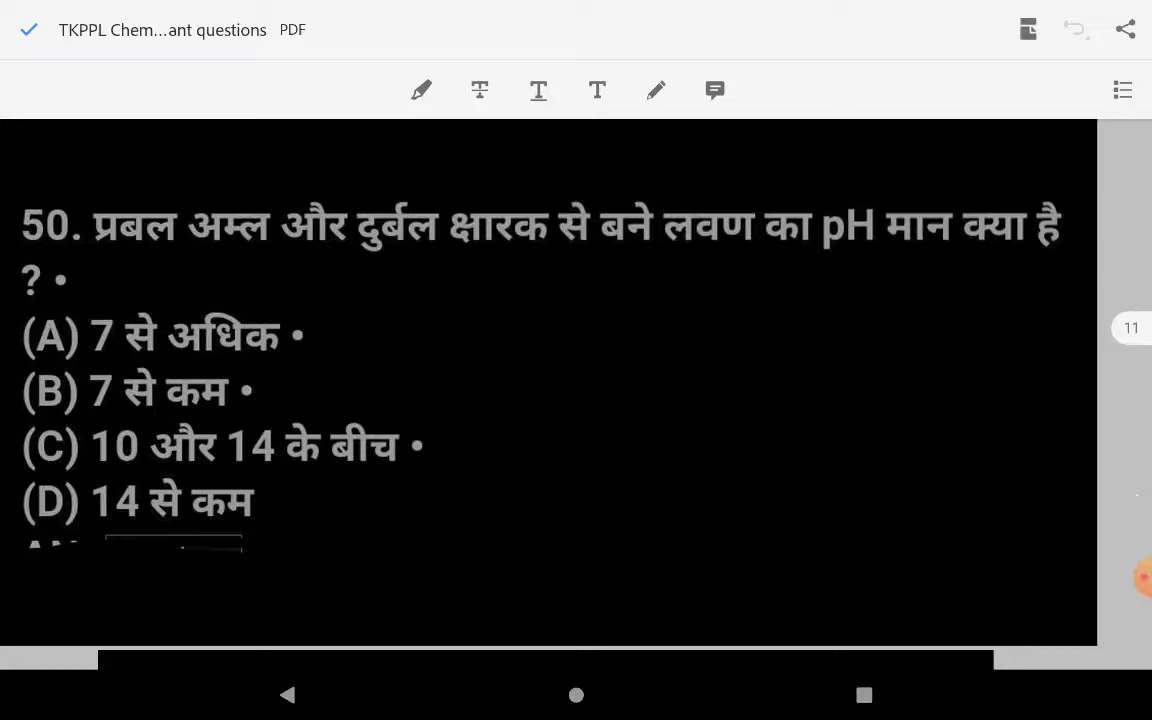 TKPPL Chem...ant questions PDF
50. प्रबल अम्ल और दुर्बल क्षारक से बने लवण का pH मान क्या है
? •
(A) 7 से अधिक •
(B) 7 से कम •
(C) 10 और 14 के बीच •
(D) 14 से कम
11